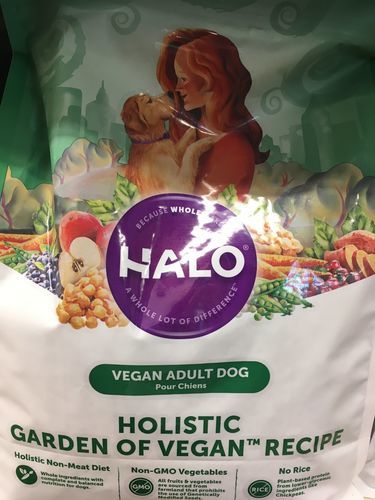 BECAUSE WHOLE
HALO®
A WHOLE LOT OF DIFFERENCE
VEGAN ADULT DOG
Pour Chiens
HOLISTIC
GARDEN OF VEGAN™ RECIPE
Holistic Non-Meat Diet
Whole ingredients with
complete and balanced
nutrition for dogs.
Non-GMO Vegetables
GMO
All fruits & vegetables
are sourced from
farmland that prohibits
the use of Genetically
Modified Seeds.
No Rice
RICE
Plant-based protein
from lower glycemic
ingredients like
Chickpeas.